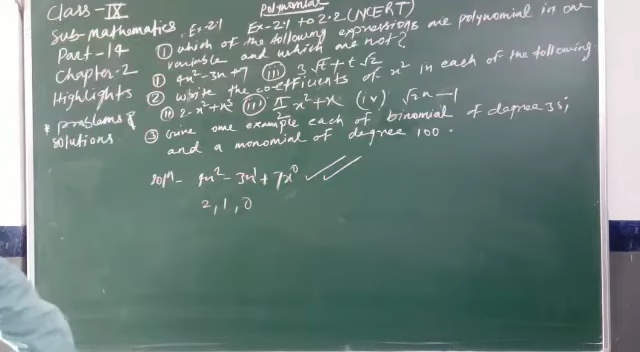 Class-IX Polynomial
Sub-mathematics, Ex-2.1 Ex-2.1 to 2.2 (NCERT)
Part-14 ① which of the following expressions are polynomial in one
variable and which are not?
Chapter-2 ① 4x²-3x+7 (iii) 3√t+t√2
Highlights ② write the co-efficients of x² in each of the following
(ii) 2-x²+x³ (iii) π/2 x²+x (iv) √2x-1
* problems &
solutions ③ Give one example each of binomial of degree 35,
and a monomial of degree 100.
solⁿ- 4x²-3x¹+7x⁰
2,1,0